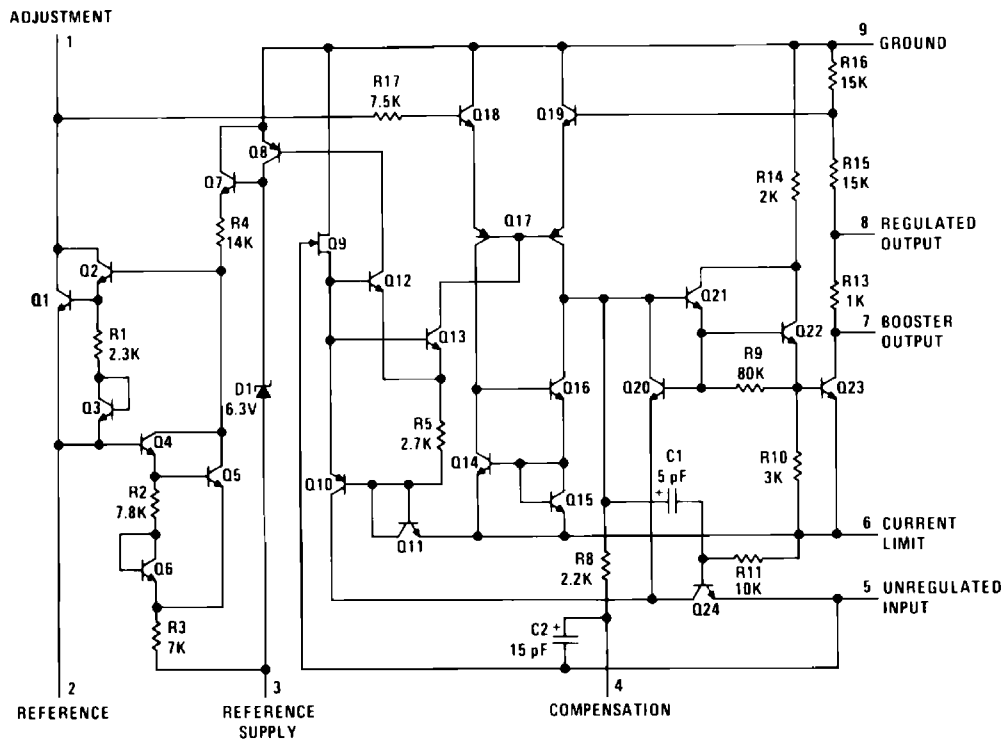 ADJUSTMENT
1
9
GROUND
R16
15K
R17
7.5K
Q18
Q19
Q8
Q7
R14
2K
R15
15K
R4
14K
Q17
8
REGULATED
OUTPUT
Q9
Q2
Q12
Q21
R13
1K
Q1
Q13
Q22
7
BOOSTER
OUTPUT
R1
2.3K
R9
80K
D1
6.3V
Q16
Q20
Q23
Q3
R5
2.7K
Q4
Q5
Q14
C1
5 pF
+
R10
3K
Q10
R2
7.8K
Q15
6
CURRENT
LIMIT
Q11
Q6
R8
2.2K
R11
10K
5
UNREGULATED
INPUT
Q24
R3
7K
C2
+
15 pF
2
3
4
REFERENCE
REFERENCE
SUPPLY
COMPENSATION